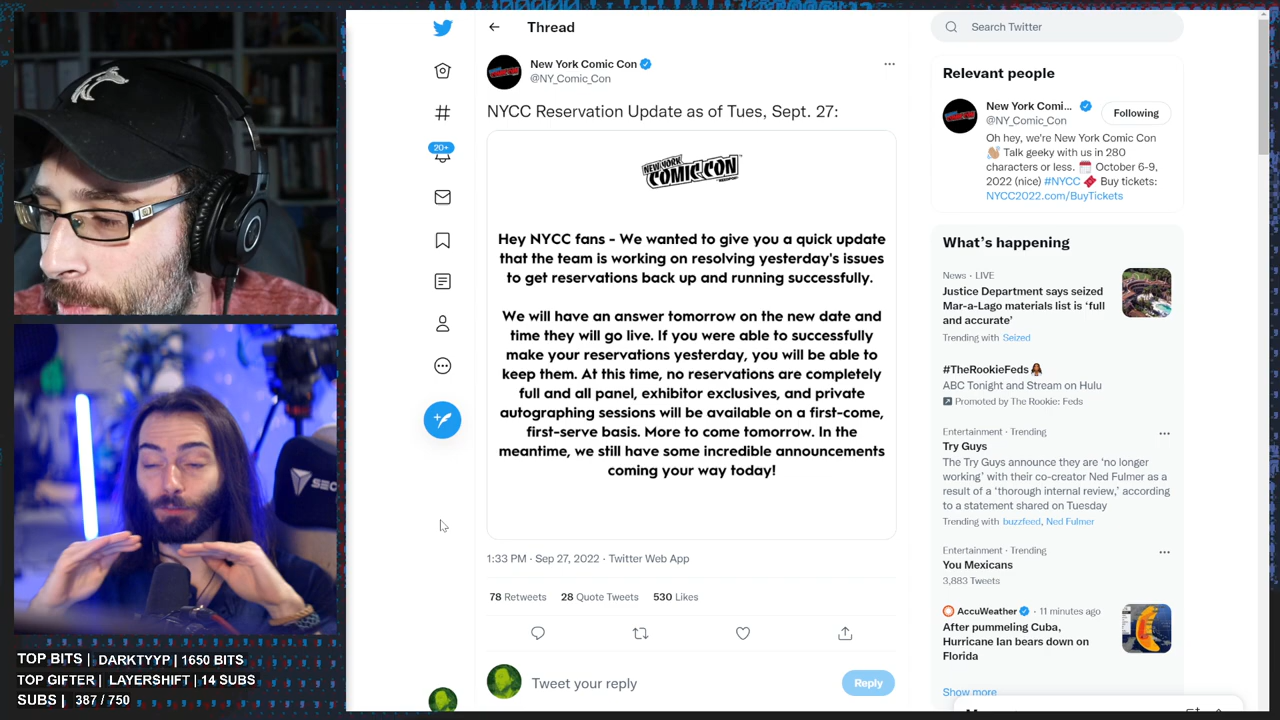 Thread
Search Twitter
New York Comic Con
@NY_Comic_Con
NYCC Reservation Update as of Tues, Sept. 27:
NEW YORK
COMIC CON
Hey NYCC fans - We wanted to give you a quick update
that the team is working on resolving yesterday's issues
to get reservations back up and running successfully.
We will have an answer tomorrow on the new date and
time they will go live. If you were able to successfully
make your reservations yesterday, you will be able to
keep them. At this time, no reservations are completely
full and all panel, exhibitor exclusives, and private
autographing sessions will be available on a first-come,
first-serve basis. More to come tomorrow. In the
meantime, we still have some incredible announcements
coming your way today!
1:33 PM · Sep 27, 2022 · Twitter Web App
78 Retweets 28 Quote Tweets 530 Likes
Tweet your reply
Reply
20+
Relevant people
New York Comi...
@NY_Comic_Con
Following
Oh hey, we're New York Comic Con
👋🏼 Talk geeky with us in 280
characters or less. 🗓️ October 6-9,
2022 (nice) #NYCC 🎟️ Buy tickets:
NYCC2022.com/BuyTickets
What's happening
News · LIVE
Justice Department says seized
Mar-a-Lago materials list is 'full
and accurate'
Trending with Seized
#TheRookieFeds
ABC Tonight and Stream on Hulu
Promoted by The Rookie: Feds
Entertainment · Trending
Try Guys
The Try Guys announce they are 'no longer
working' with their co-creator Ned Fulmer as a
result of a 'thorough internal review,' according
to a statement shared on Tuesday
Trending with buzzfeed, Ned Fulmer
Entertainment · Trending
You Mexicans
3,883 Tweets
AccuWeather · 11 minutes ago
After pummeling Cuba,
Hurricane Ian bears down on
Florida
Show more
TOP BITS | DARKTYYP | 1650 BITS
TOP GIFTER | LAYERSHIFT | 14 SUBS
SUBS | 387 / 750